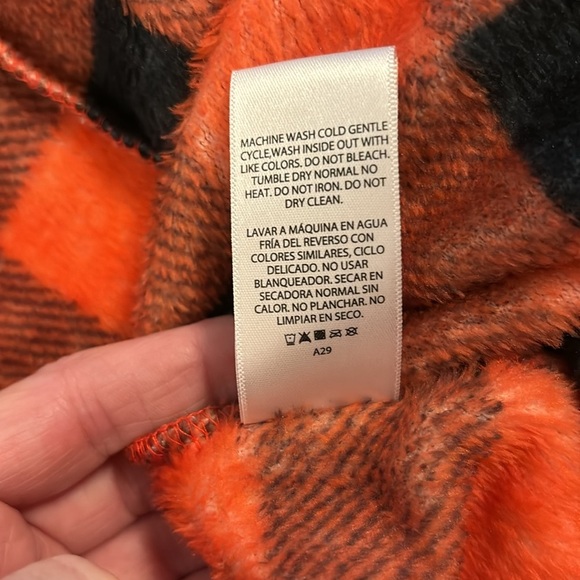 MACHINE WASH COLD GENTLE
CYCLE,WASH INSIDE OUT WITH
LIKE COLORS. DO NOT BLEACH.
TUMBLE DRY NORMAL NO
HEAT. DO NOT IRON. DO NOT
DRY CLEAN.
LAVAR A MÁQUINA EN AGUA
FRÍA DEL REVERSO CON
COLORES SIMILARES, CICLO
DELICADO. NO USAR
BLANQUEADOR. SECAR EN
SECADORA NORMAL SIN
CALOR. NO PLANCHAR. NO
LIMPIAR EN SECO.
A29